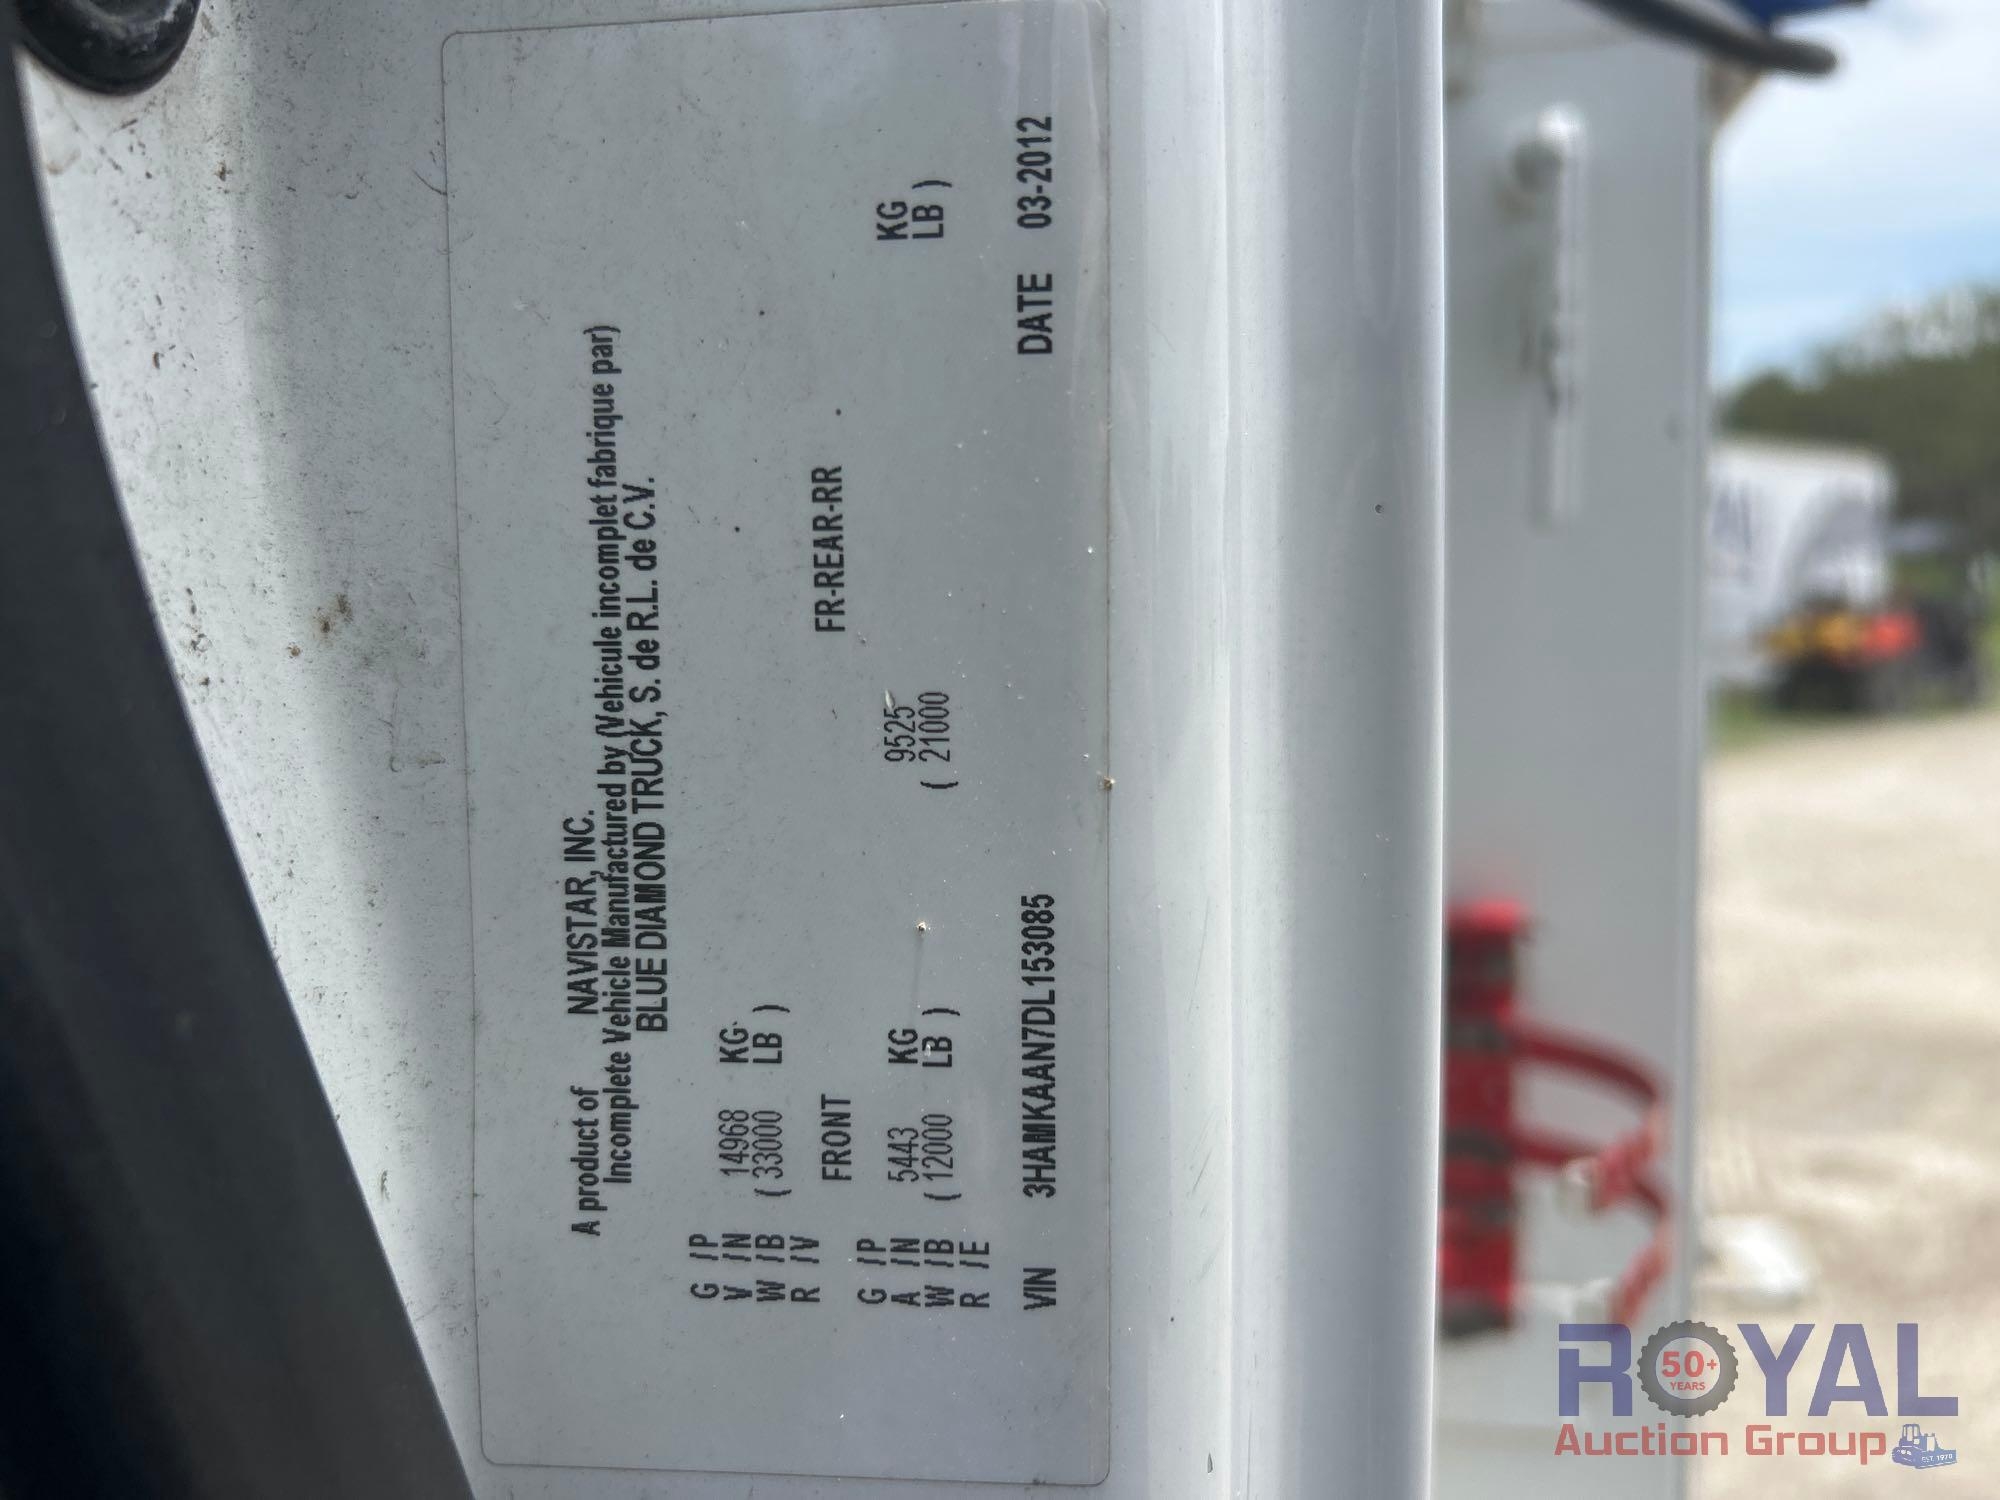 A product of NAVISTAR, INC.
Incomplete Vehicle Manufactured by (Vehicule incomplet fabrique par)
BLUE DIAMOND TRUCK, S. de R.L. de C.V.
G /P
V /N 14968 KG
W /B ( 33000 LB )
R /V
FRONT FR-REAR-RR
G /P
A /N 5443 KG 9525 KG
W /B ( 12000 LB ) ( 21000 LB )
R /E
VIN 3HAMKAAN7DL153085 DATE 03-2012
ROYAL
50+
YEARS
Auction Group
EST. 1970